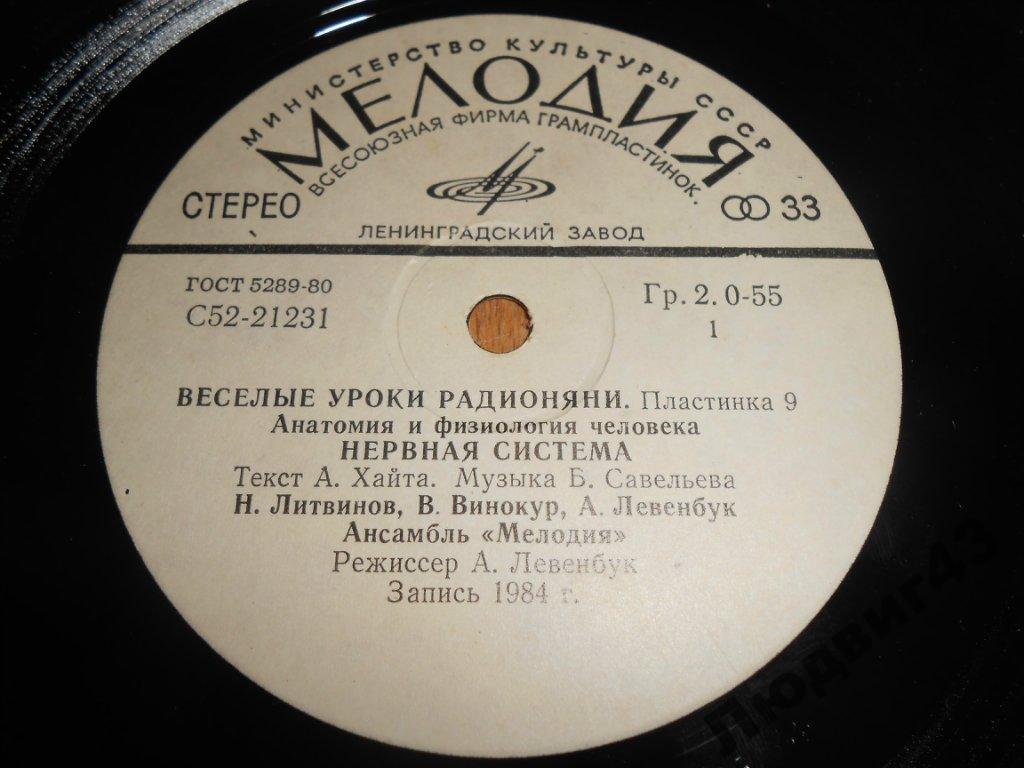 МИНИСТЕРСТВО КУЛЬТУРЫ СССР
МЕЛОДИЯ
ВСЕСОЮЗНАЯ ФИРМА ГРАМПЛАСТИНОК.
СТЕРЕО
33
ЛЕНИНГРАДСКИЙ ЗАВОД
ГОСТ 5289-80
С52-21231
Гр. 2. 0-55
1
ВЕСЕЛЫЕ УРОКИ РАДИОНЯНИ. Пластинка 9
Анатомия и физиология человека
НЕРВНАЯ СИСТЕМА
Текст А. Хайта. Музыка Б. Савельева
Н. Литвинов, В. Винокур, А. Левенбук
Ансамбль «Мелодия»
Режиссер А. Левенбук
Запись 1984 г.
Людвиг43